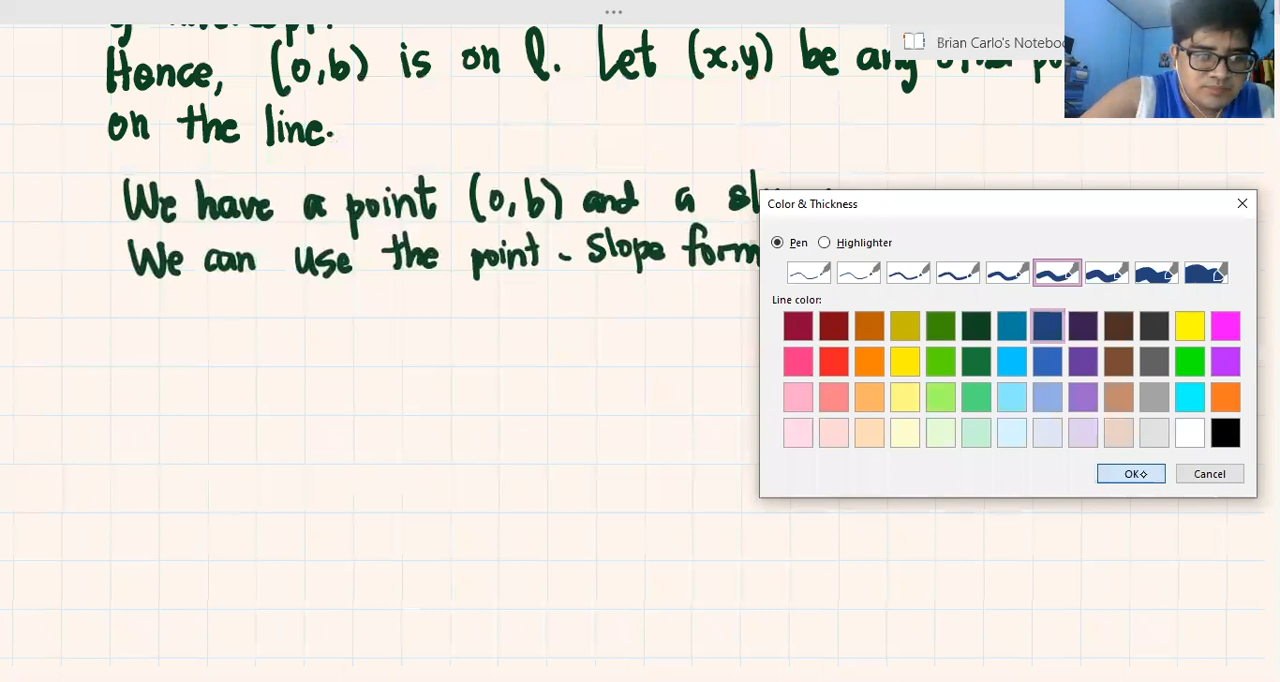 Brian Carlo's Notebo
Hence, (0,b) is on l. Let (x,y) be any
on the line.
We have a point (0,b) and a
We can use the point - slope form
Color & Thickness
Pen Highlighter
Line color:
OK Cancel